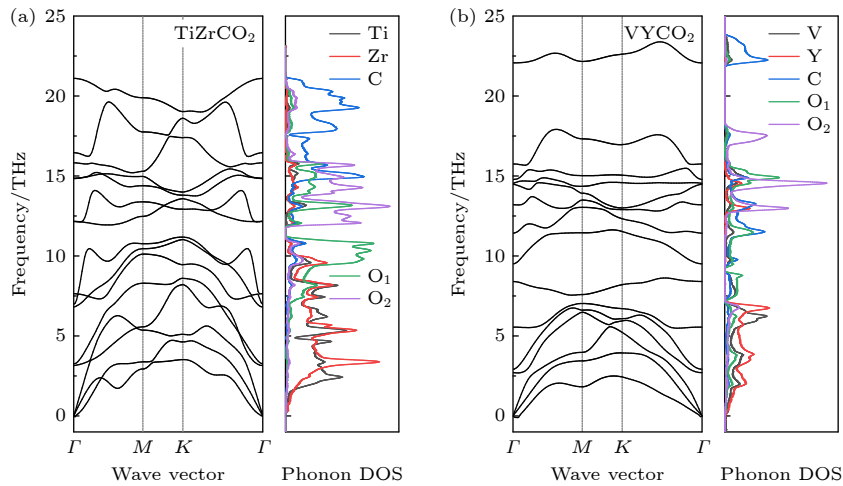 (a)
TiZrCO₂
Ti
Zr
C
O₁
O₂
25
20
15
10
5
0
Frequency/THz
Γ M K Γ
Wave vector
Phonon DOS
(b)
VYCO₂
V
Y
C
O₁
O₂
25
20
15
10
5
0
Frequency/THz
Γ M K Γ
Wave vector
Phonon DOS